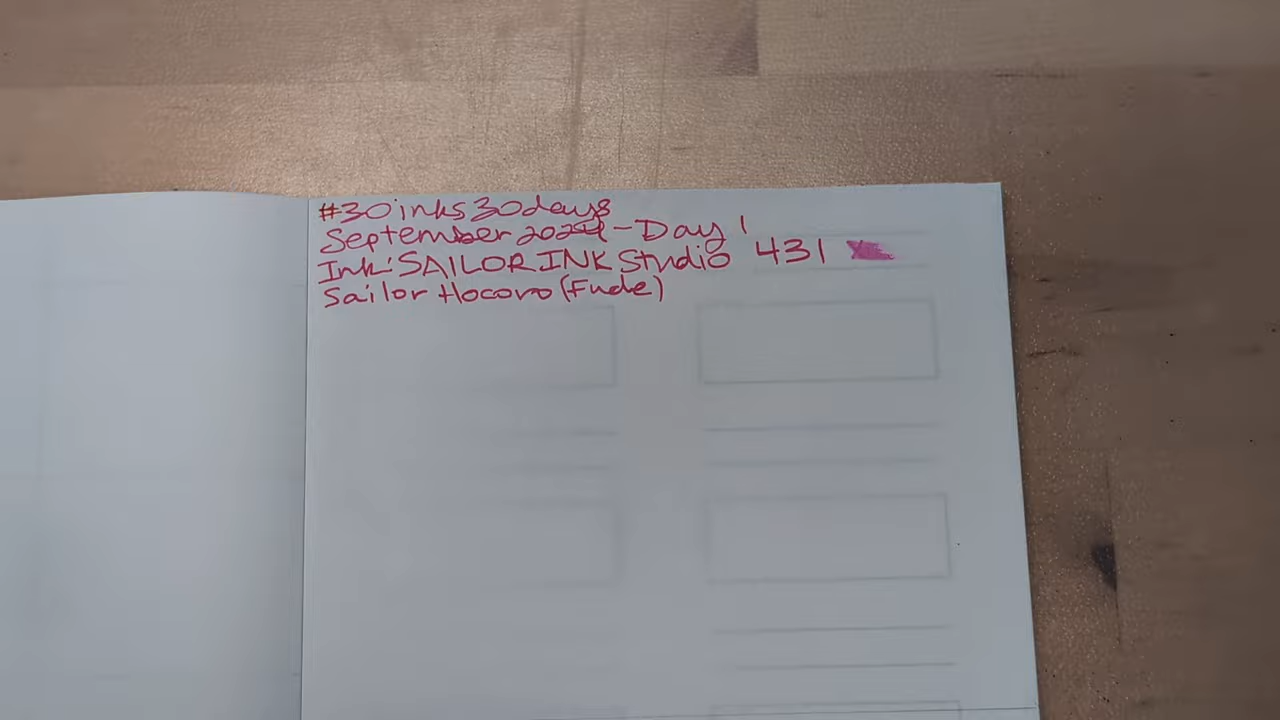 #30inks30days
September 2024 - Day 1
Ink: SAILOR INK Studio 431
Sailor Hocoro (Fude)